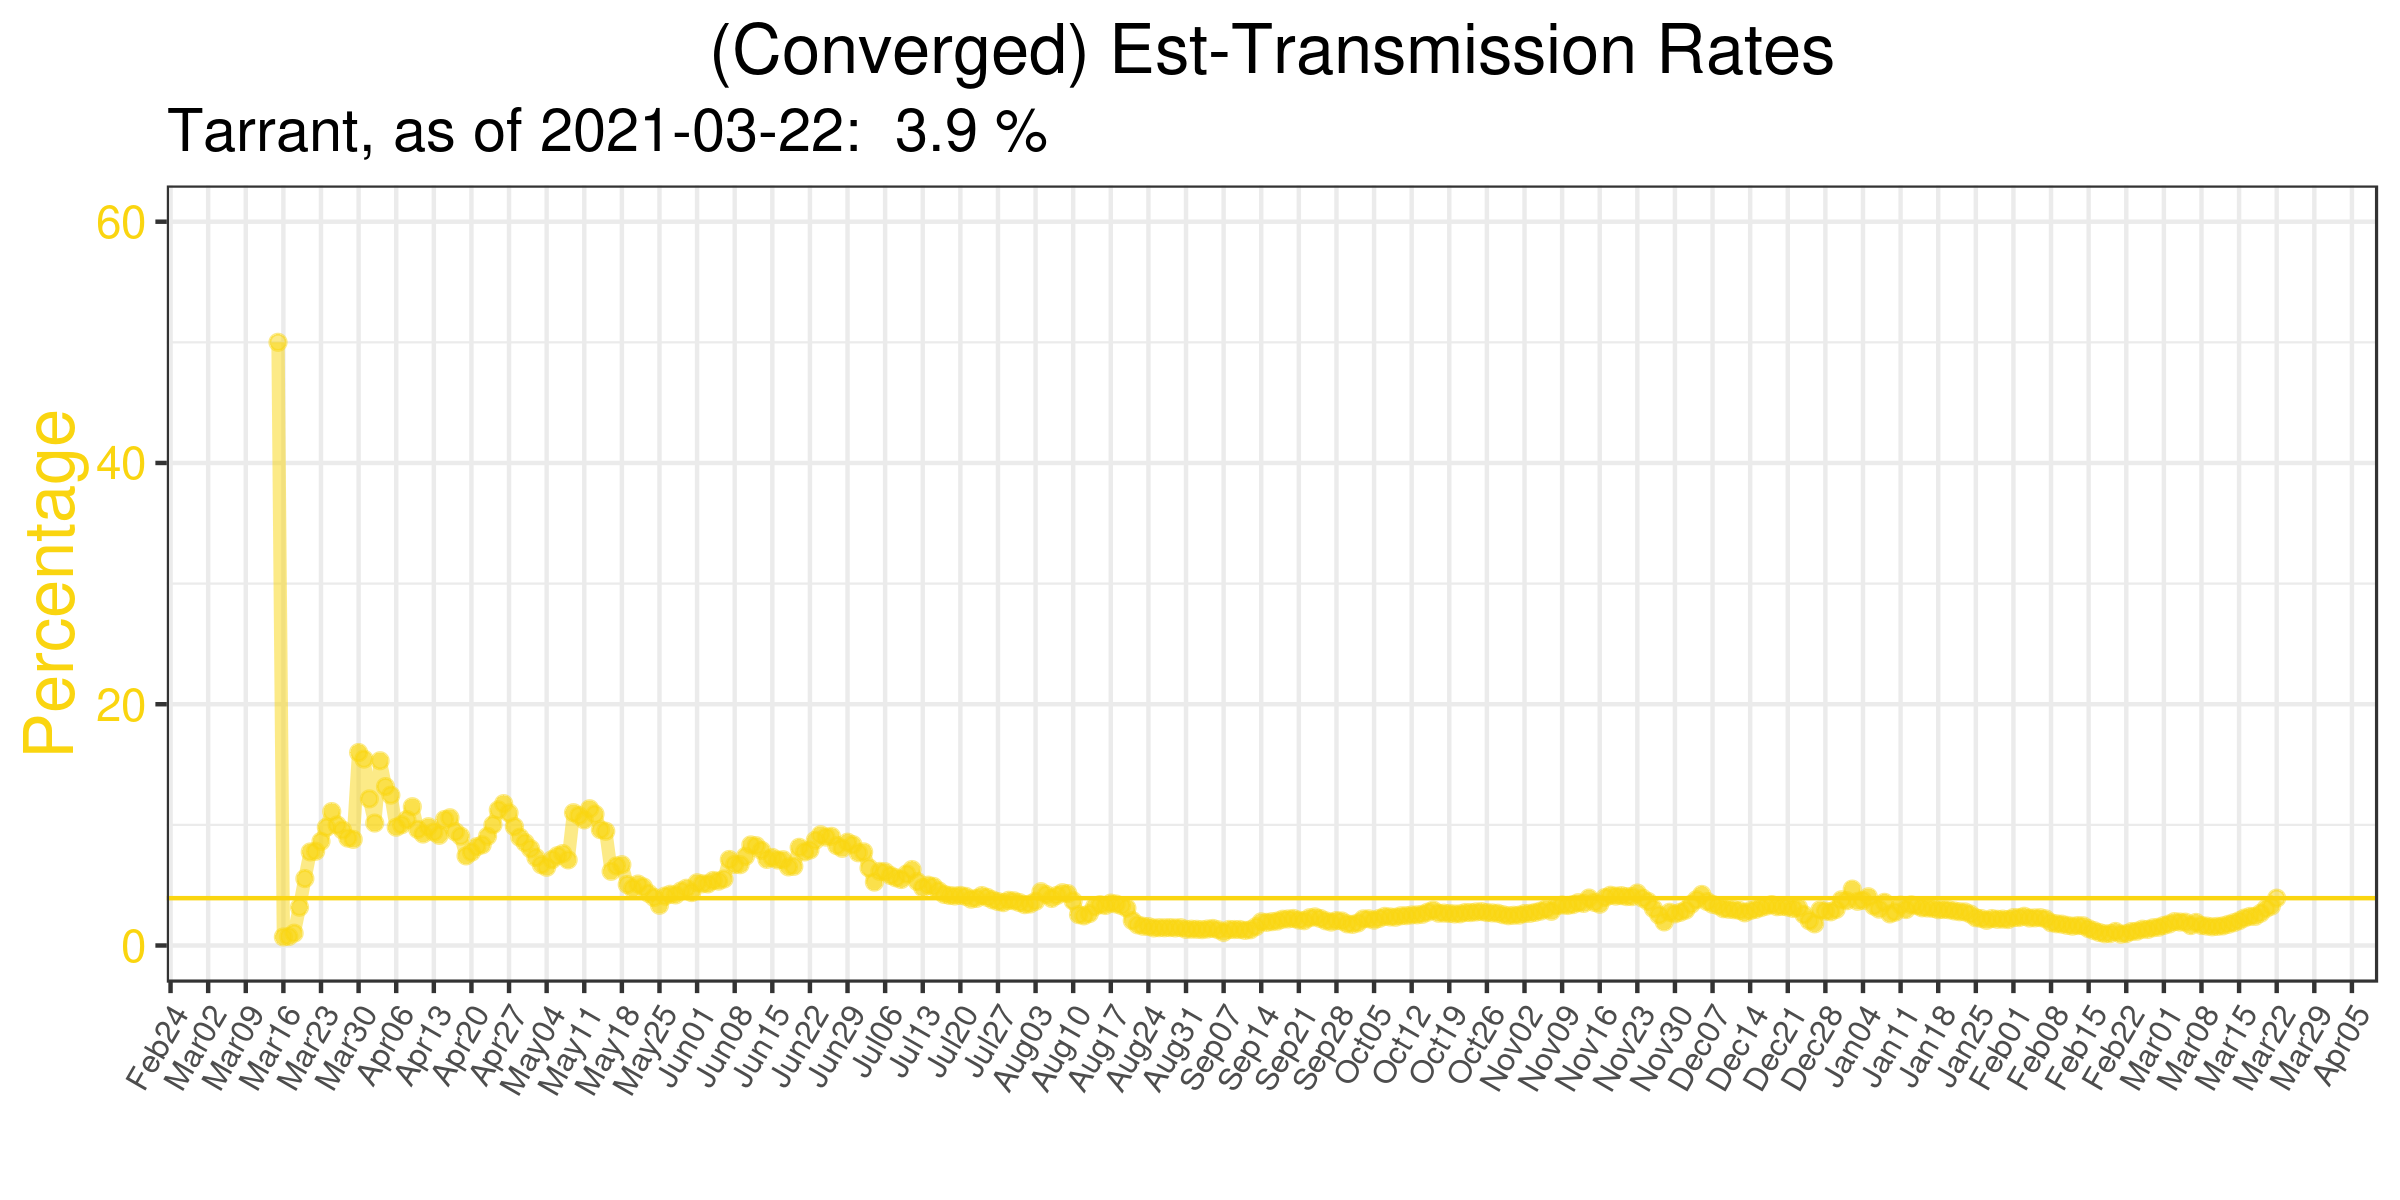 (Converged) Est-Transmission Rates
Tarrant, as of 2021-03-22:  3.9 %
Percentage
60
40
20
0
Feb24
Mar02
Mar09
Mar16
Mar23
Mar30
Apr06
Apr13
Apr20
Apr27
May04
May11
May18
May25
Jun01
Jun08
Jun15
Jun22
Jun29
Jul06
Jul13
Jul20
Jul27
Aug03
Aug10
Aug17
Aug24
Aug31
Sep07
Sep14
Sep21
Sep28
Oct05
Oct12
Oct19
Oct26
Nov02
Nov09
Nov16
Nov23
Nov30
Dec07
Dec14
Dec21
Dec28
Jan04
Jan11
Jan18
Jan25
Feb01
Feb08
Feb15
Feb22
Mar01
Mar08
Mar15
Mar22
Mar29
Apr05